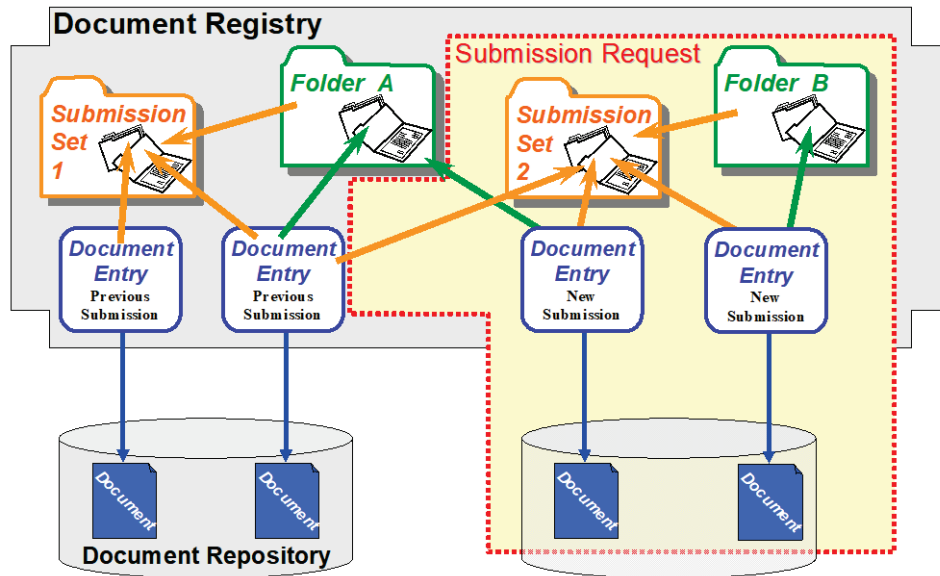 Document Registry
Submission Request
Folder A
Folder B
Submission
Set
1
Submission
Set
2
Document
Entry
Previous
Submission
Document
Entry
Previous
Submission
Document
Entry
New
Submission
Document
Entry
New
Submission
Document
Document
Document
Document
Document Repository